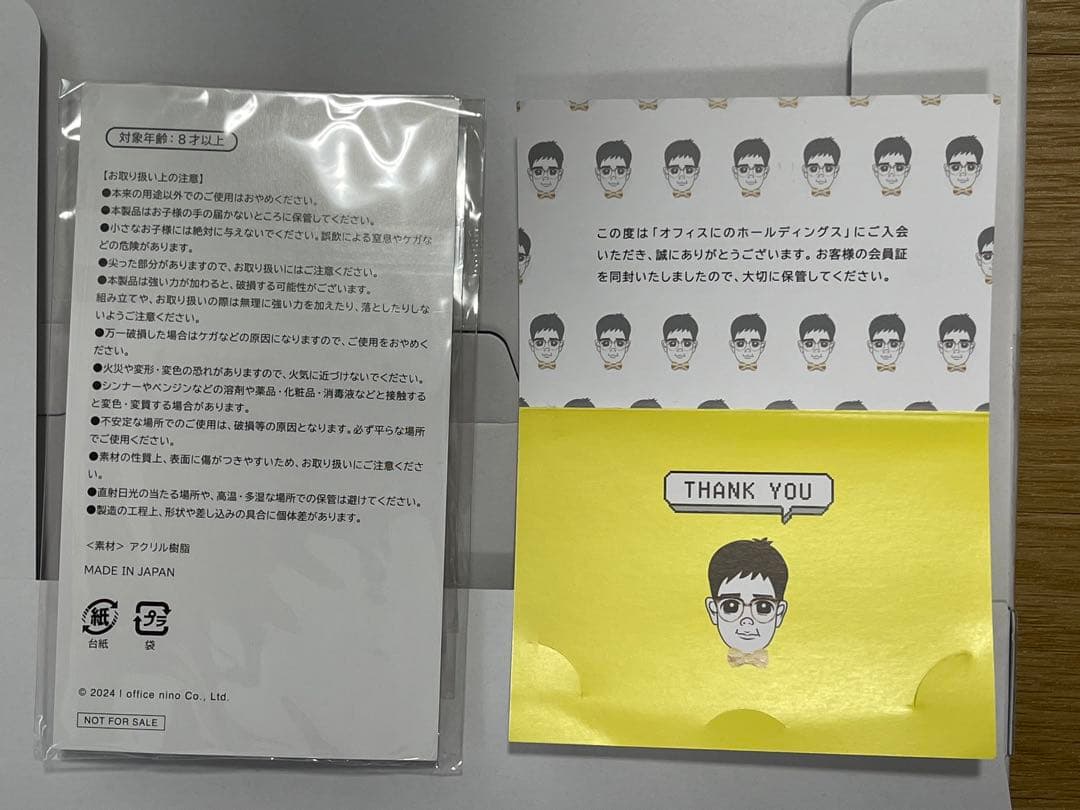 対象年齢：8才以上
【お取り扱い上の注意】
●本来の用途以外でのご使用はおやめください。
●本製品はお子様の手の届かないところに保管してください。
●小さなお子様には絶対に与えないでください。誤飲による窒息やケガな
どの危険があります。
●尖った部分がありますので、お取り扱いにはご注意ください。
●本製品は強い力が加わると、破損する可能性がございます。
組み立てや、お取り扱いの際は無理に強い力を加えたり、落としたりしな
いようご注意ください。
●万一破損した場合はケガなどの原因になりますので、ご使用をおやめく
ださい。
●火災や変形・変色の恐れがありますので、火気に近づけないでください。
●シンナーやベンジンなどの溶剤や薬品・化粧品・消毒液などと接触する
と変色・変質する場合があります。
●不安定な場所でのご使用は、破損等の原因となります。必ず平らな場所
でご使用ください。
●素材の性質上、表面に傷がつきやすいため、お取り扱いにご注意くださ
い。
●直射日光の当たる場所や、高温・多湿な場所での保管は避けてください。
●製造の工程上、形状や差し込みの具合に個体差があります。
＜素材＞ アクリル樹脂
MADE IN JAPAN
紙 プラ
台紙 袋
© 2024 I office nino Co., Ltd.
NOT FOR SALE
この度は「オフィスにのホールディングス」にご入会
いただき、誠にありがとうございます。お客様の会員証
を同封いたしましたので、大切に保管してください。
THANK YOU